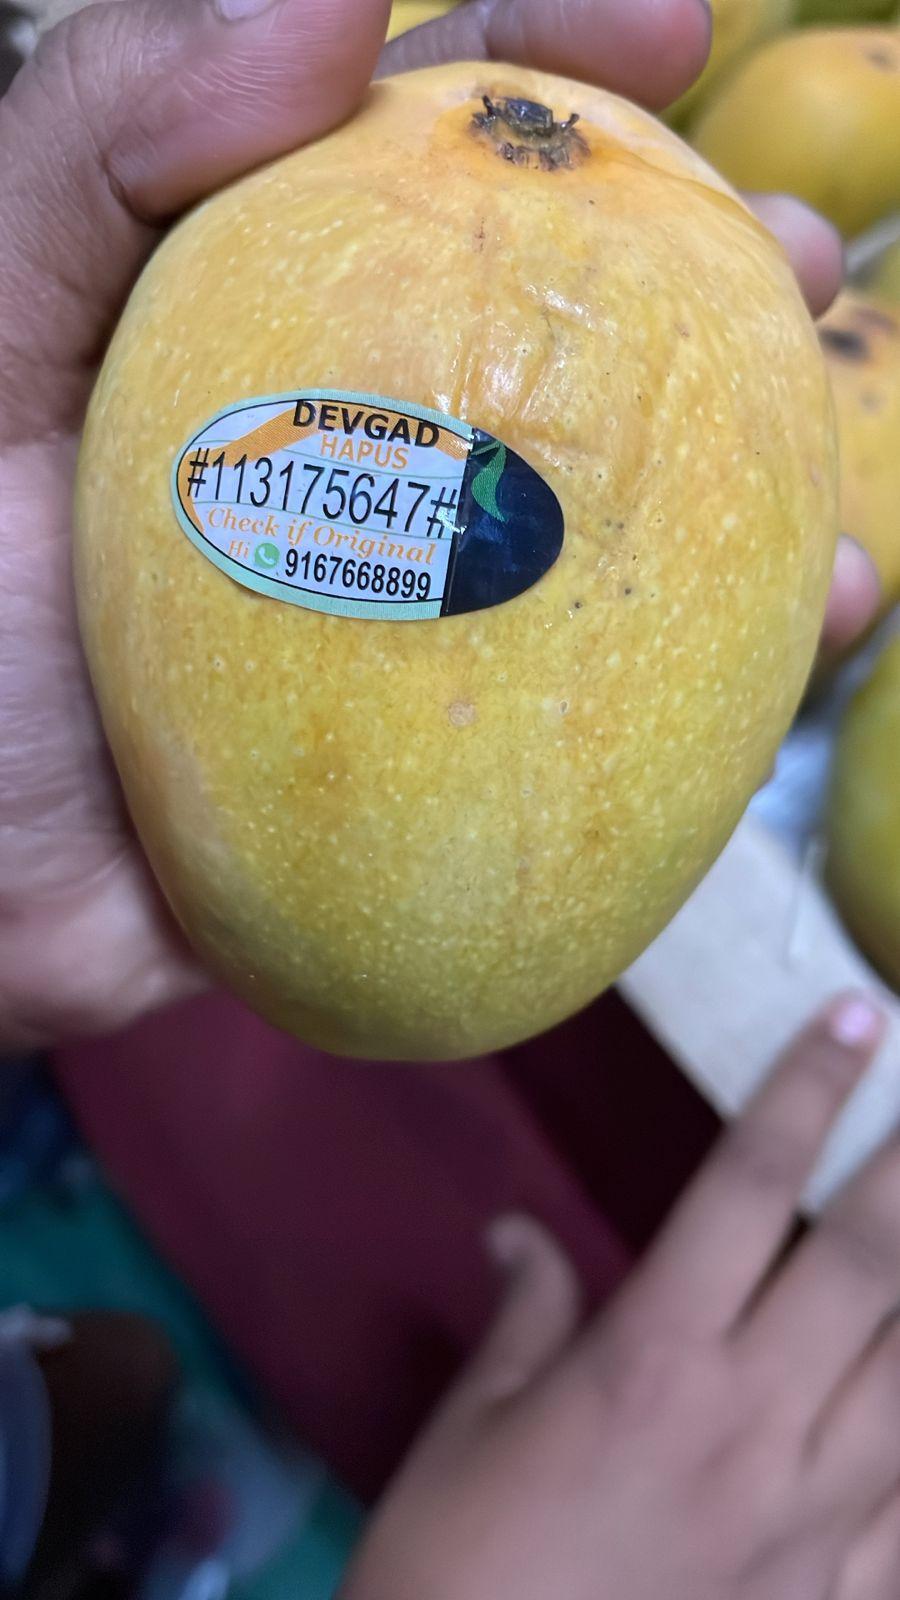 DEVGAD
HAPUS
#113175647#
Check if Original
Hi 9167668899